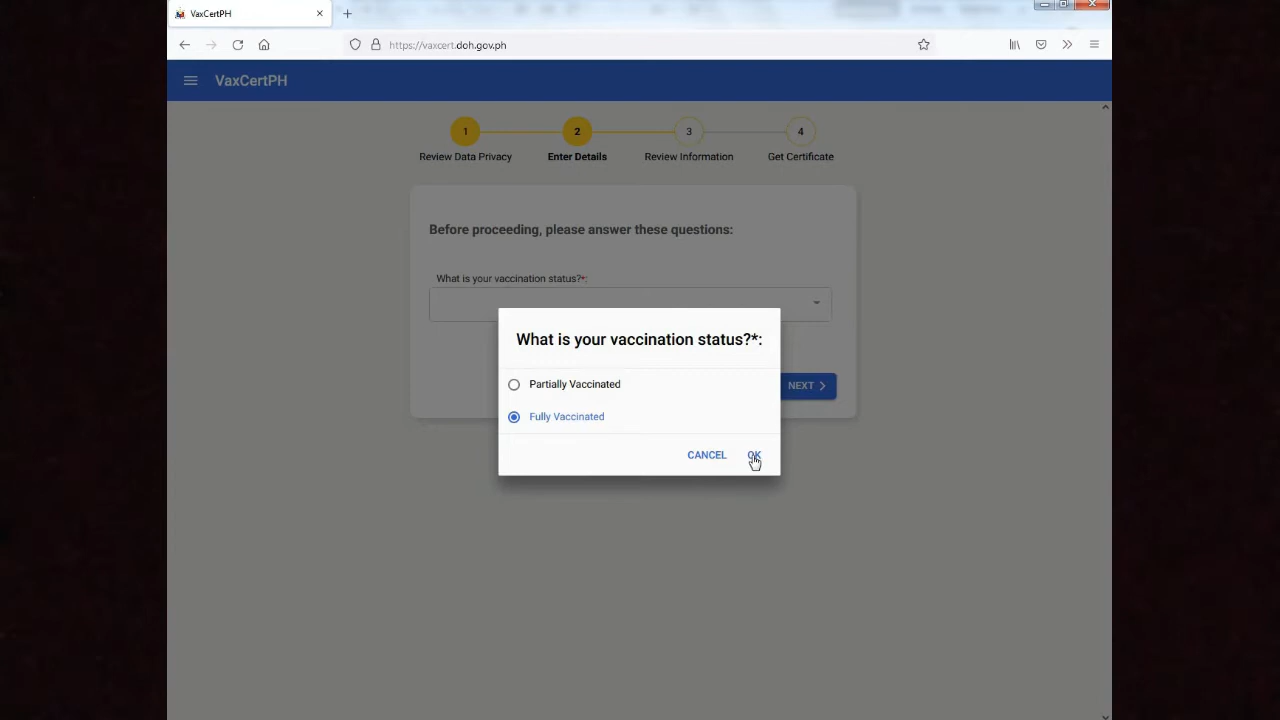 VaxCertPH
https://vaxcert.doh.gov.ph
VaxCertPH
1
2
3
4
Review Data Privacy
Enter Details
Review Information
Get Certificate
Before proceeding, please answer these questions:
What is your vaccination status?*:
What is your vaccination status?*:
Partially Vaccinated
NEXT
Fully Vaccinated
CANCEL
OK